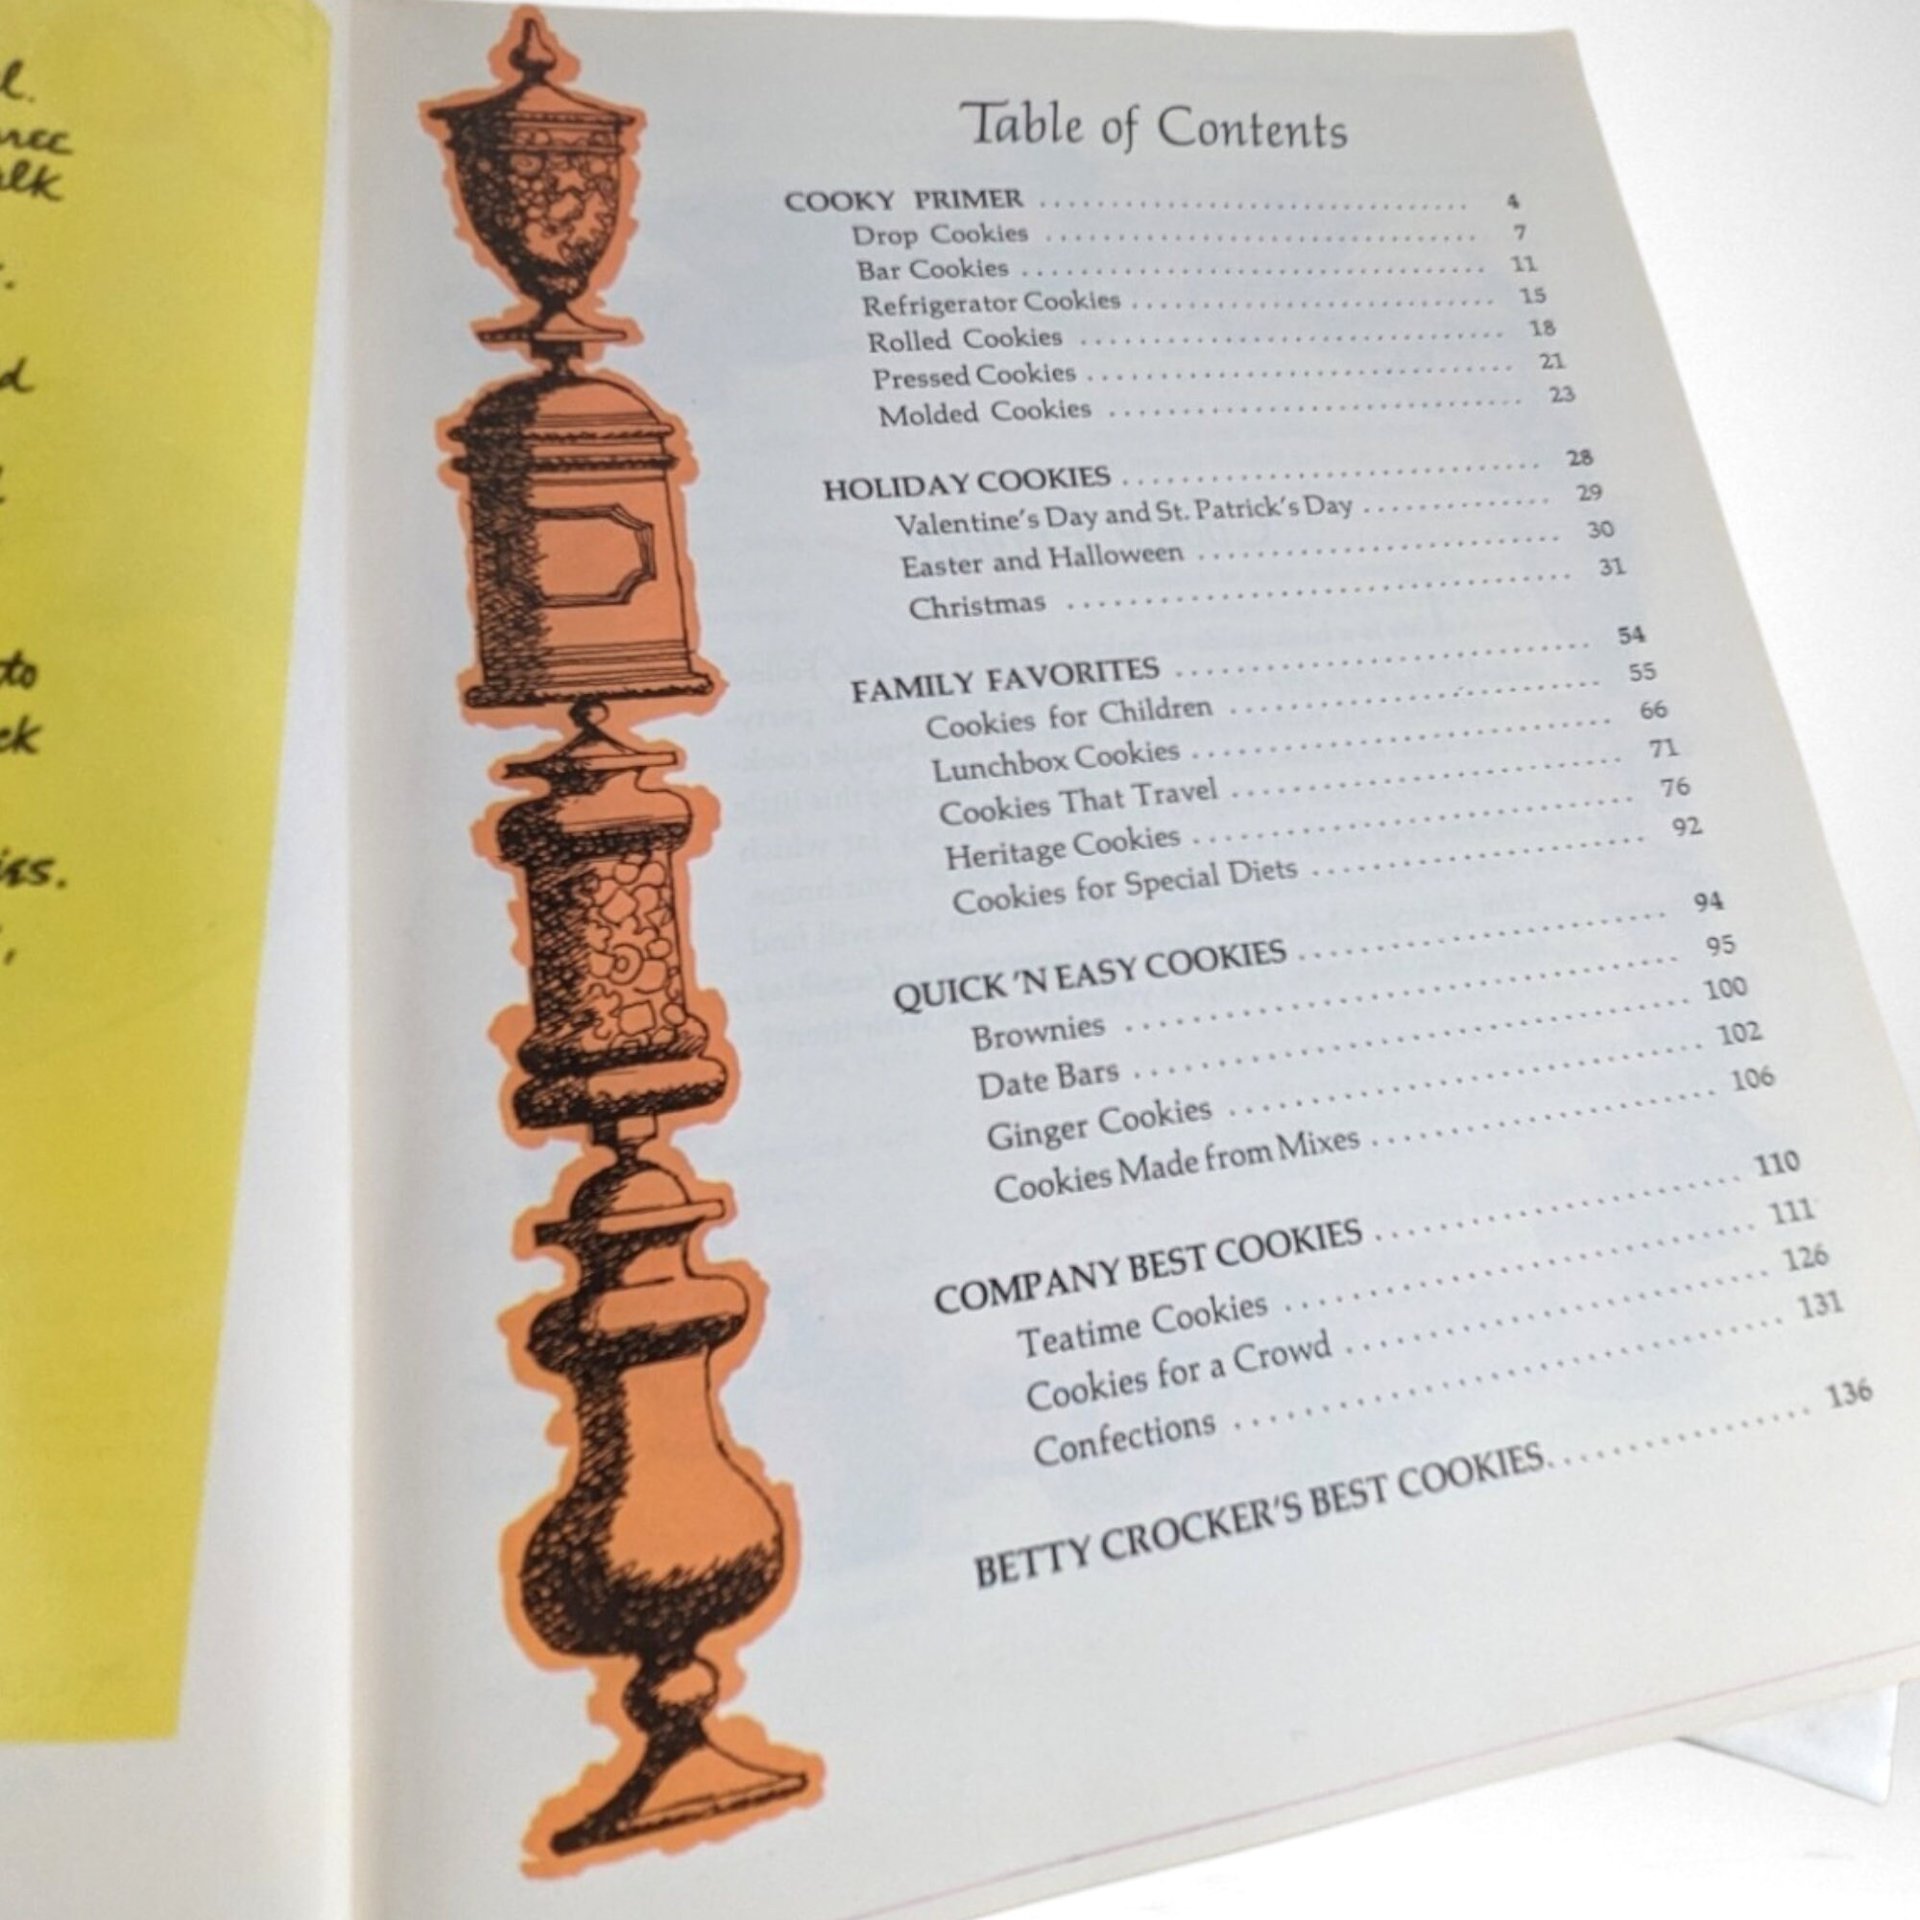 l.
alk
d
to
ck
Table of Contents
COOKY PRIMER ................................ 4
Drop Cookies ................................ 7
Bar Cookies ................................ 11
Refrigerator Cookies ......................... 15
Rolled Cookies .............................. 18
Pressed Cookies .............................. 21
Molded Cookies ............................. 23
HOLIDAY COOKIES ............................ 28
Valentine's Day and St. Patrick's Day ............. 29
Easter and Halloween ......................... 30
Christmas .................................. 31
FAMILY FAVORITES ............................ 54
Cookies for Children .......................... 55
Lunchbox Cookies ............................ 66
Cookies That Travel .......................... 71
Heritage Cookies ............................. 76
Cookies for Special Diets ....................... 92
QUICK 'N EASY COOKIES ........................ 94
Brownies ................................... 95
Date Bars .................................. 100
Ginger Cookies .............................. 102
Cookies Made from Mixes ....................... 106
COMPANY BEST COOKIES ........................ 110
Teatime Cookies ............................. 111
Cookies for a Crowd ........................... 126
Confections ................................ 131
BETTY CROCKER'S BEST COOKIES................ 136